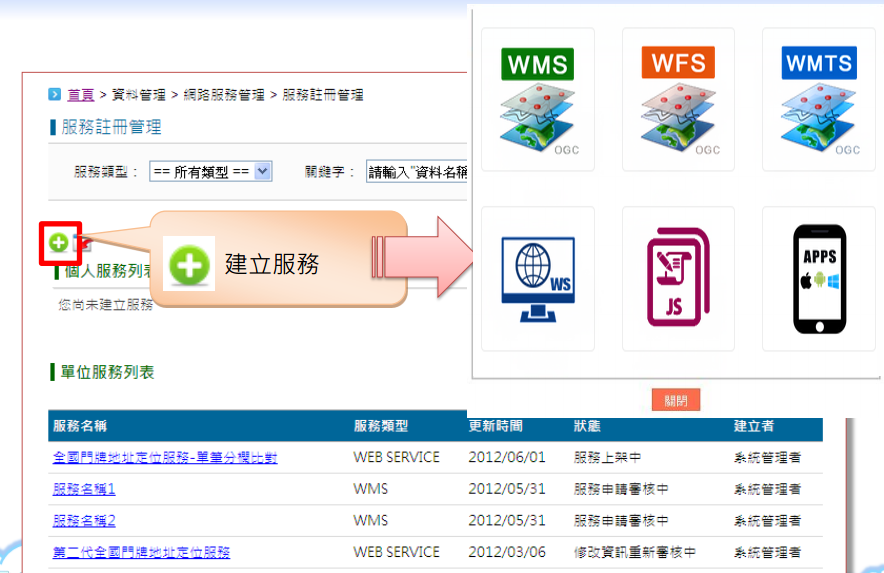 首頁 > 資料管理 > 網路服務管理 > 服務註冊管理
服務註冊管理
服務類型： == 所有類型 == 關鍵字： 請輸入"資料名稱
建立服務
個人服務列表
您尚未建立服務
WMS
OGC
WFS
OGC
WMTS
OGC
WS
JS
APPS
關閉
單位服務列表
服務名稱 服務類型 更新時間 狀態 建立者
全國門牌地址定位服務-單筆分欄比對 WEB SERVICE 2012/06/01 服務上架中 系統管理者
服務名稱1 WMS 2012/05/31 服務申請審核中 系統管理者
服務名稱2 WMS 2012/05/31 服務申請審核中 系統管理者
第二代全國門牌地址定位服務 WEB SERVICE 2012/03/06 修改資訊重新審核中 系統管理者